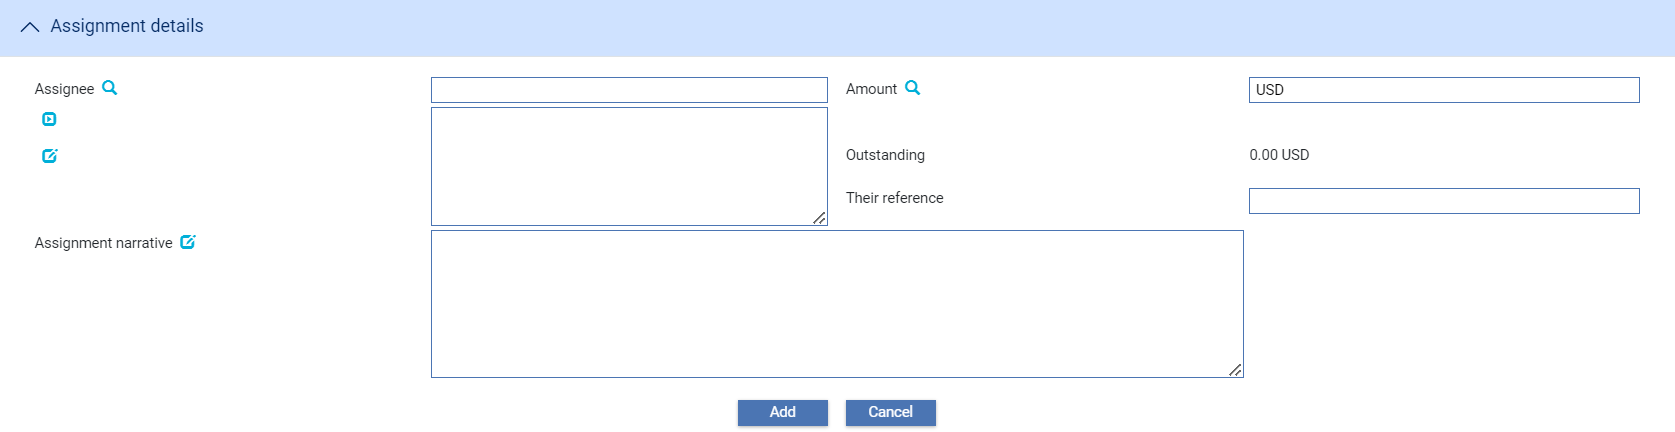 Assignment details
Assignee
Amount
USD
Outstanding
0.00 USD
Their reference
Assignment narrative
Add
Cancel